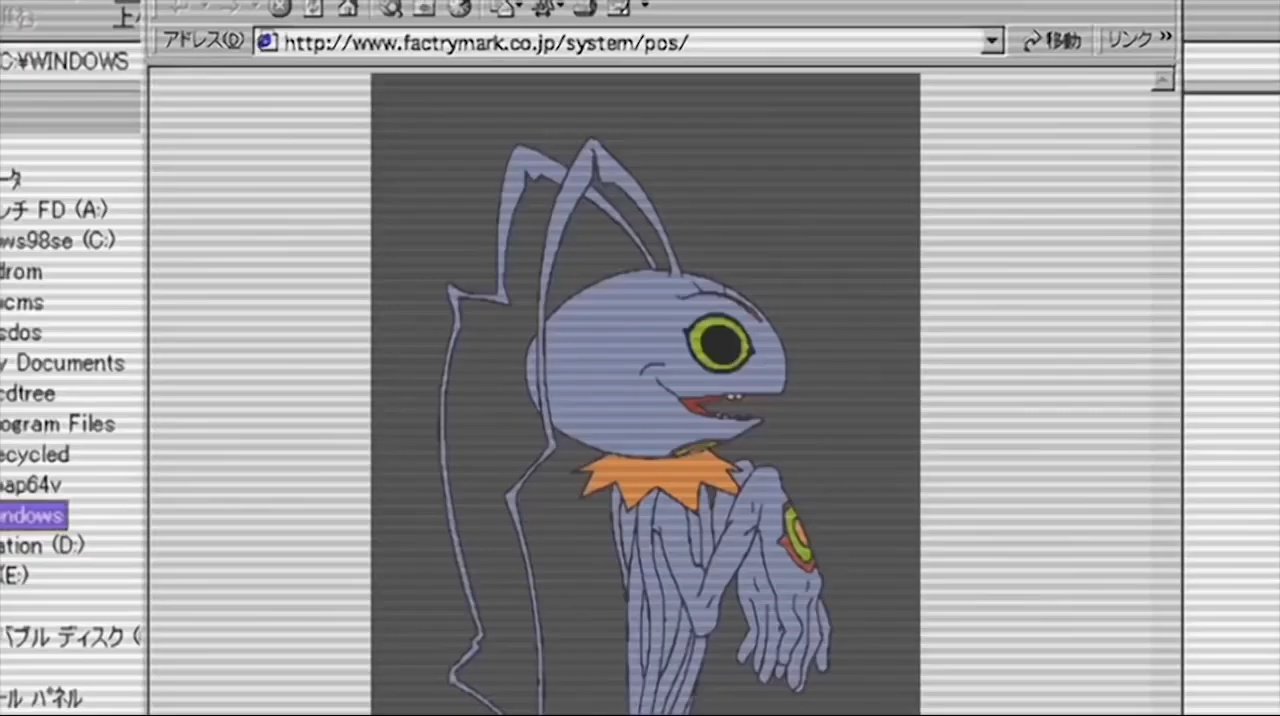 アドレス(D) http://www.factrymark.co.jp/system/pos/ 移動 リンク »
C:¥WINDOWS
ータ
ンチ FD (A:)
ws98se (C:)
drom
cms
sdos
y Documents
cdtree
ogram Files
ecycled
ap64v
ndows
ation (D:)
(E:)
バブル ディスク (
ール パネル